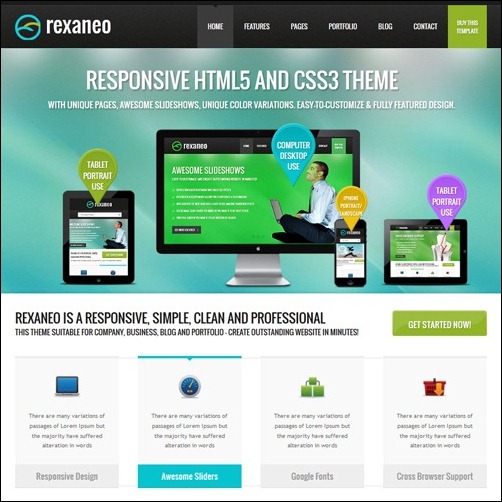 rexaneo
HOME FEATURES PAGES PORTFOLIO BLOG CONTACT
BUY THIS
TEMPLATE
RESPONSIVE HTML5 AND CSS3 THEME
WITH UNIQUE PAGES, AWESOME SLIDESHOWS, UNIQUE COLOR VARIATIONS. EASY-TO-CUSTOMIZE & FULLY FEATURED DESIGN.
TABLET
PORTRAIT
USE
rexaneo
AWESOME SLIDESHOWS
COMPUTER
DESKTOP
USE
IPHONE
PORTRAIT/
LANDSCAPE
TABLET
PORTRAIT
USE
rexaneo
REXANEO IS A RESPONSIVE, SIMPLE, CLEAN AND PROFESSIONAL
THIS THEME SUITABLE FOR COMPANY, BUSINESS, BLOG AND PORTFOLIO - CREATE OUTSTANDING WEBSITE IN MINUTES!
GET STARTED NOW!
There are many variations of
passages of Lorem Ipsum but
the majority have suffered
alteration in words
Responsive Design
There are many variations of
passages of Lorem Ipsum but
the majority have suffered
alteration in words
Awesome Sliders
There are many variations of
passages of Lorem Ipsum but
the majority have suffered
alteration in words
Google Fonts
There are many variations of
passages of Lorem Ipsum but
the majority have suffered
alteration in words
Cross Browser Support